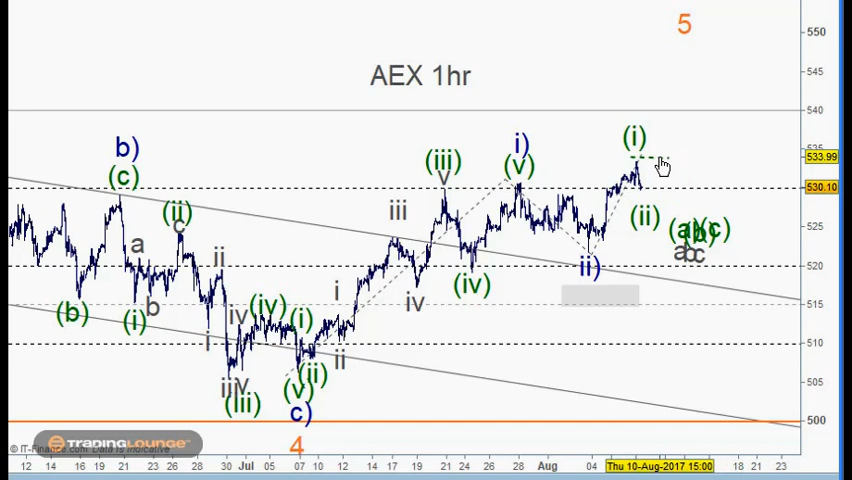 5
550
AEX 1hr
545
540
b)
i)
(i)
535
(iii)
(v)
533.99
(c)
v
530.10
(ii)
c
iii
(ii)
525
(a)(b)(c)
a
ii
abc
520
ii)
(b)
(i)
b
i
iv
(iv)
(i)
i
iv
(iv)
515
ii
510
iii
v
(iii)
(v)
(ii)
505
c)
4
500
TRADINGLOUNGE
© IT-Finance.com Data is indicative
12 14 16 19 21 23 26 28 30 Jul 05 07 10 12 14 17 19 21 24 26 28 Aug 04 Thu 10-Aug-2017 15:00 18 21 23